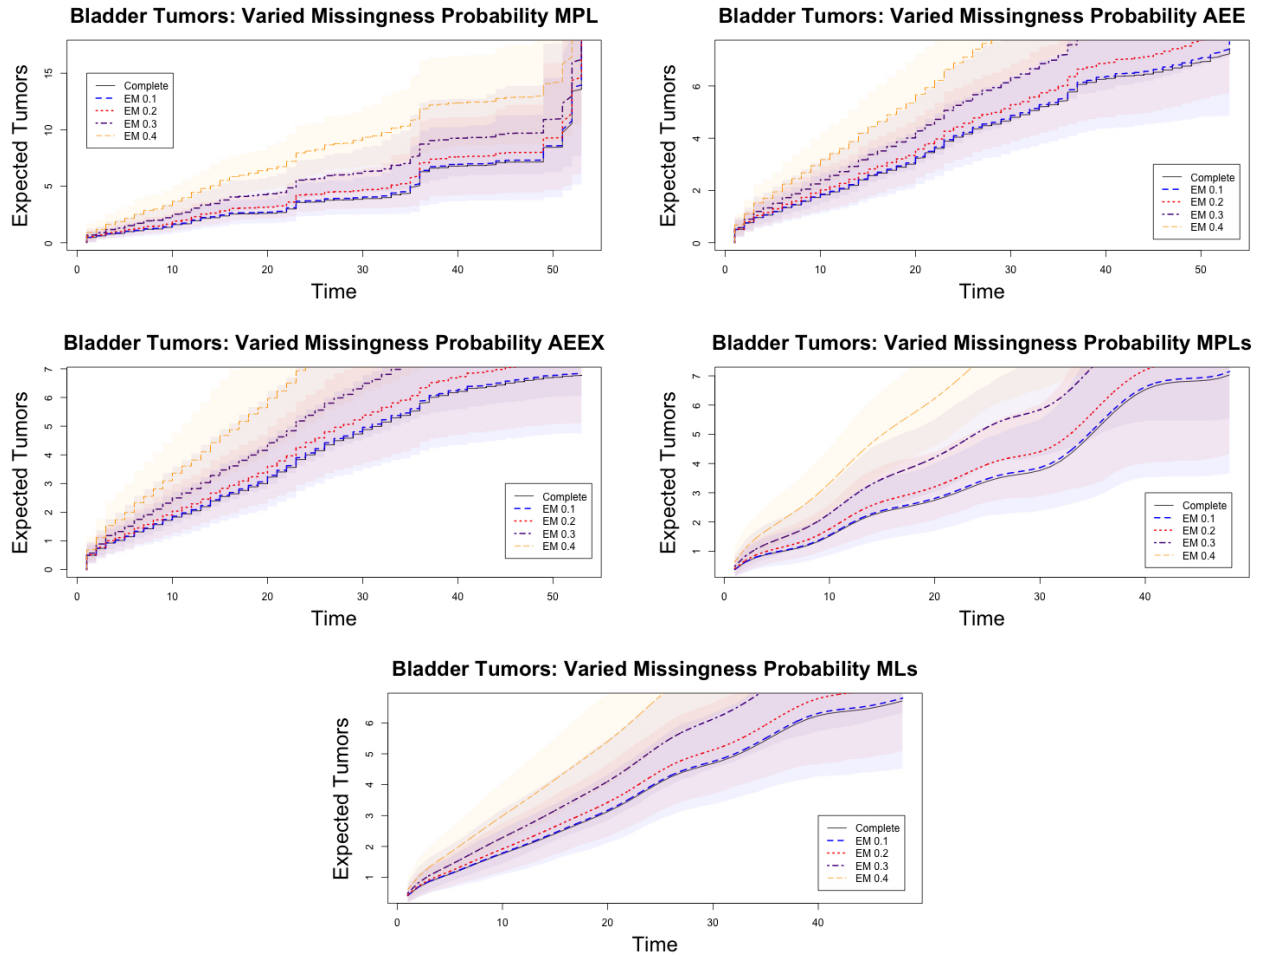 Bladder Tumors: Varied Missingness Probability MPL
Expected Tumors
15
10
5
0
Complete
EM 0.1
EM 0.2
EM 0.3
EM 0.4
0 10 20 30 40 50
Time
Bladder Tumors: Varied Missingness Probability AEE
Expected Tumors
6
4
2
0
Complete
EM 0.1
EM 0.2
EM 0.3
EM 0.4
0 10 20 30 40 50
Time
Bladder Tumors: Varied Missingness Probability AEEX
Expected Tumors
7
6
5
4
3
2
1
0
Complete
EM 0.1
EM 0.2
EM 0.3
EM 0.4
0 10 20 30 40 50
Time
Bladder Tumors: Varied Missingness Probability MPLs
Expected Tumors
7
6
5
4
3
2
1
Complete
EM 0.1
EM 0.2
EM 0.3
EM 0.4
0 10 20 30 40
Time
Bladder Tumors: Varied Missingness Probability MLs
Expected Tumors
6
5
4
3
2
1
Complete
EM 0.1
EM 0.2
EM 0.3
EM 0.4
0 10 20 30 40
Time